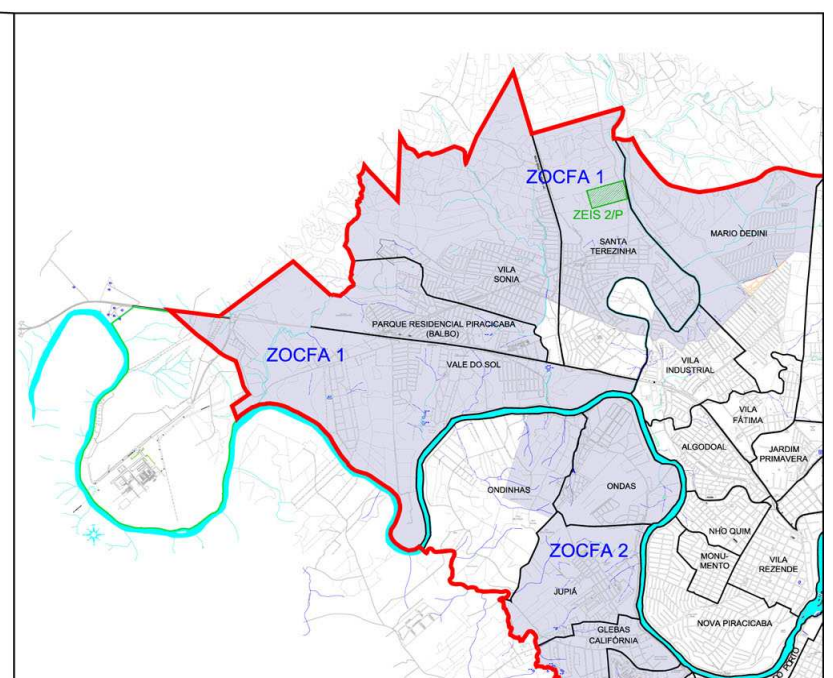 ZOCFA 1
ZEIS 2/P
SANTA
TEREZINHA
MARIO DEDINI
VILA
SONIA
PARQUE RESIDENCIAL PIRACICABA
(BALBO)
ZOCFA 1
VALE DO SOL
VILA
INDUSTRIAL
VILA
FÁTIMA
ALGODOAL
JARDIM
PRIMAVERA
ONDINHAS
ONDAS
NHÔ QUIM
MONU-
MENTO
VILA
REZENDE
ZOCFA 2
JUPIÁ
GLEBAS
CALIFÓRNIA
NOVA PIRACICABA
DO PORTO